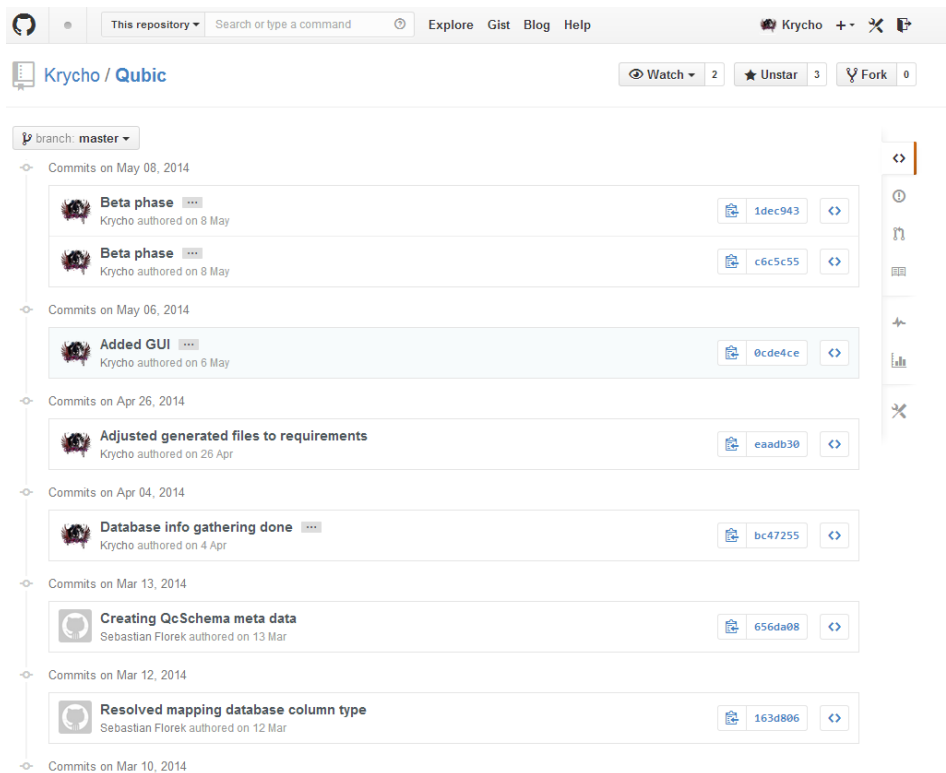 This repository Search or type a command Explore Gist Blog Help Krycho
Krycho / Qubic Watch 2 Unstar 3 Fork 0
branch: master
Commits on May 08, 2014
Beta phase ...
Krycho authored on 8 May
1dec943
Beta phase ...
Krycho authored on 8 May
c6c5c55
Commits on May 06, 2014
Added GUI ...
Krycho authored on 6 May
0cde4ce
Commits on Apr 26, 2014
Adjusted generated files to requirements
Krycho authored on 26 Apr
eaadb30
Commits on Apr 04, 2014
Database info gathering done ...
Krycho authored on 4 Apr
bc47255
Commits on Mar 13, 2014
Creating QcSchema meta data
Sebastian Florek authored on 13 Mar
656da08
Commits on Mar 12, 2014
Resolved mapping database column type
Sebastian Florek authored on 12 Mar
163d806
Commits on Mar 10, 2014